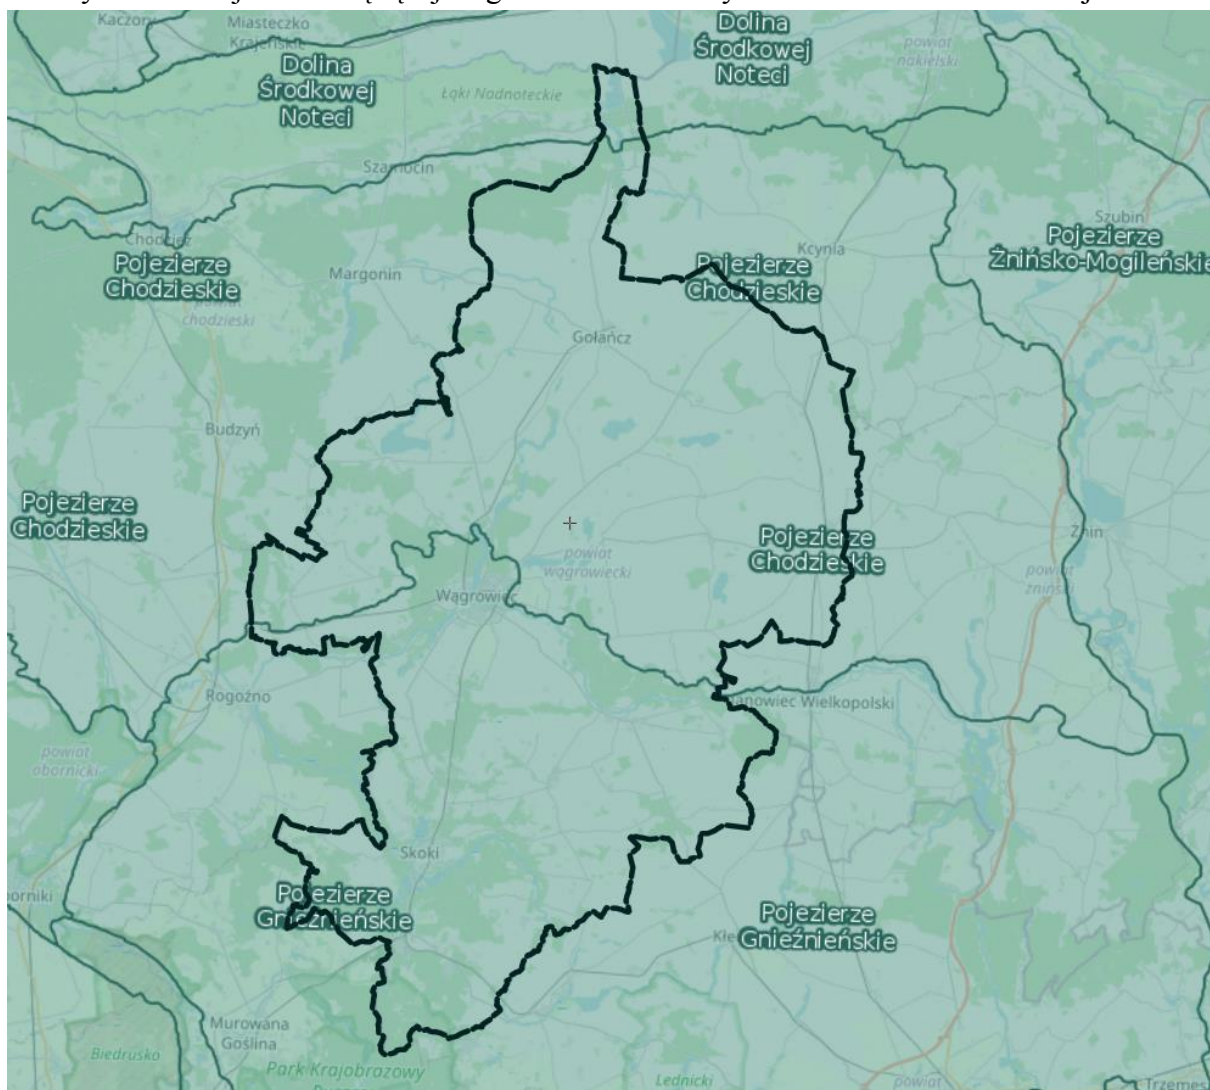 Kaczory
Miasteczko
Krajeńskie
Dolina
Środkowej
Noteci
Dolina
Środkowej
Noteci
powiat
nakielski
Łąki Nadnoteckie
Szamocin
Szubin
Pojezierze
Żnińsko-Mogileńskie
Chodzież
Pojezierze
Chodzieskie
powiat
chodzieski
Margonin
Kcynia
Pojezierze
Chodzieskie
Gołańcz
Budzyń
Pojezierze
Chodzieskie
Pojezierze
Chodzieskie
Żnin
powiat
żniński
powiat
wągrowiecki
Wągrowiec
Rogoźno
Janowiec Wielkopolski
powiat
obornicki
Skoki
Pojezierze
Gnieźnieńskie
Pojezierze
Gnieźnieńskie
Murowana
Goślina
Biedrusko
Park Krajobrazowy
Lednicki
powiat
Trzemes